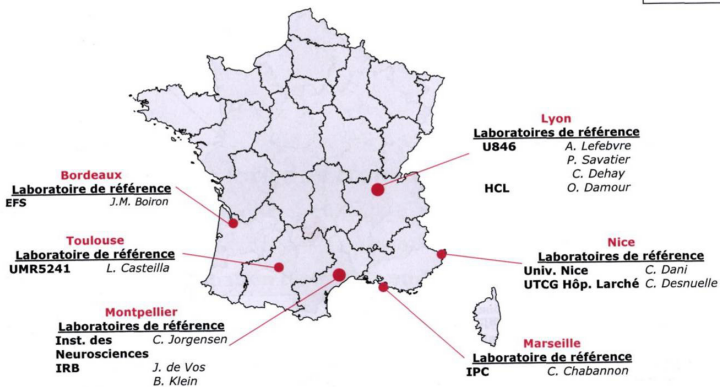 Lyon
Laboratoires de référence
U846 A. Lefebvre
P. Savatier
C. Dehay
HCL O. Damour
Bordeaux
Laboratoire de référence
EFS J.M. Boiron
Toulouse
Laboratoire de référence
UMR5241 L. Casteilla
Nice
Laboratoires de référence
Univ. Nice C. Dani
UTCG Hôp. Larché C. Desnuelle
Montpellier
Laboratoires de référence
Inst. des C. Jorgensen
Neurosciences
IRB J. de Vos
B. Klein
Marseille
Laboratoire de référence
IPC C. Chabannon